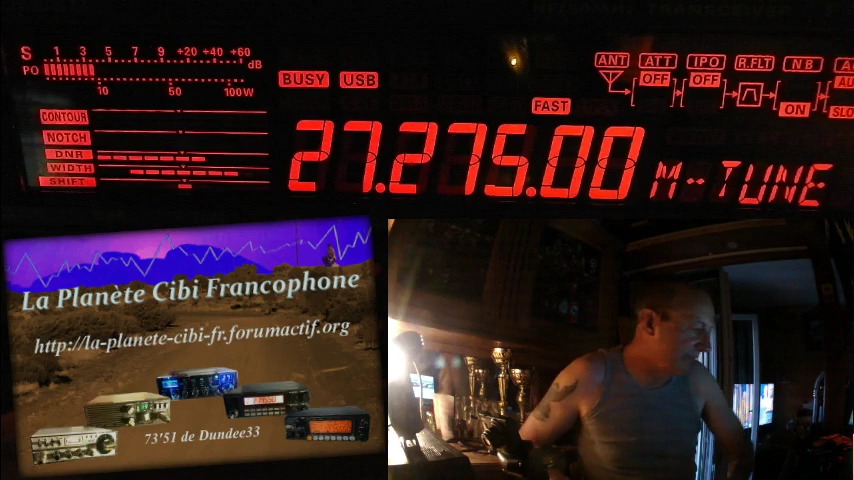 S 1 3 5 7 9 +20 +40 +60 dB
PO
10 50 100W
BUSY USB
FAST
ANT ATT IPO R.FLT NB
OFF OFF
ON
CONTOUR
NOTCH
DNR
WIDTH
SHIFT
27.275.00 M--TUNE
La Planète Cibi Francophone
http://la-planete-cibi-fr.forumactif.org
73'51 de Dundee33